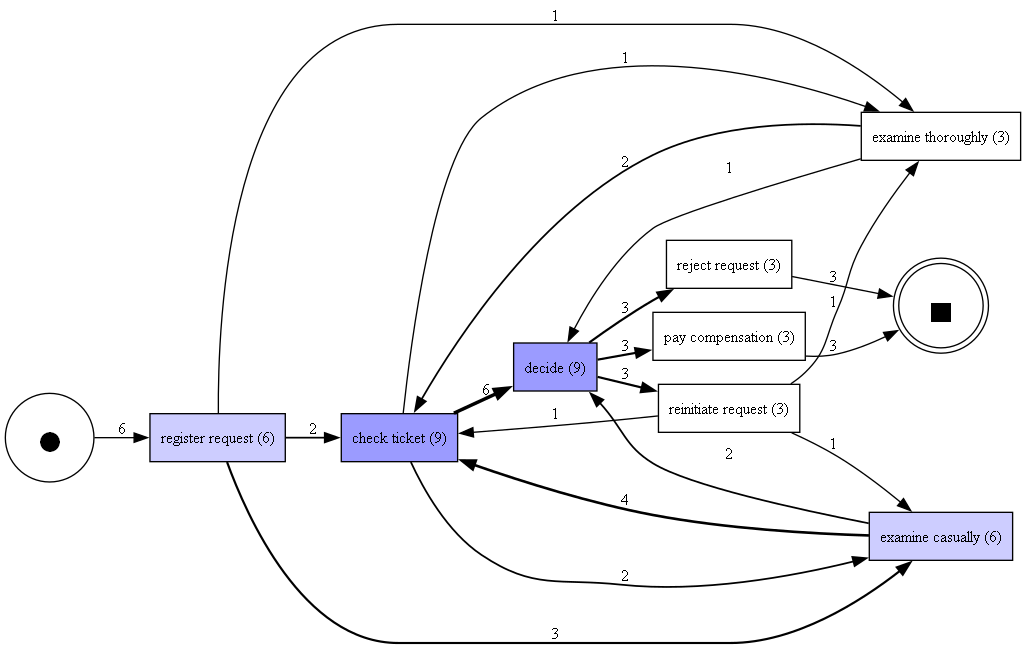 1
1
examine thoroughly (3)
2
1
reject request (3)
3
3
1
pay compensation (3)
3
3
decide (9)
3
reinitiate request (3)
6
1
6
register request (6)
2
check ticket (9)
1
2
4
examine casually (6)
2
3